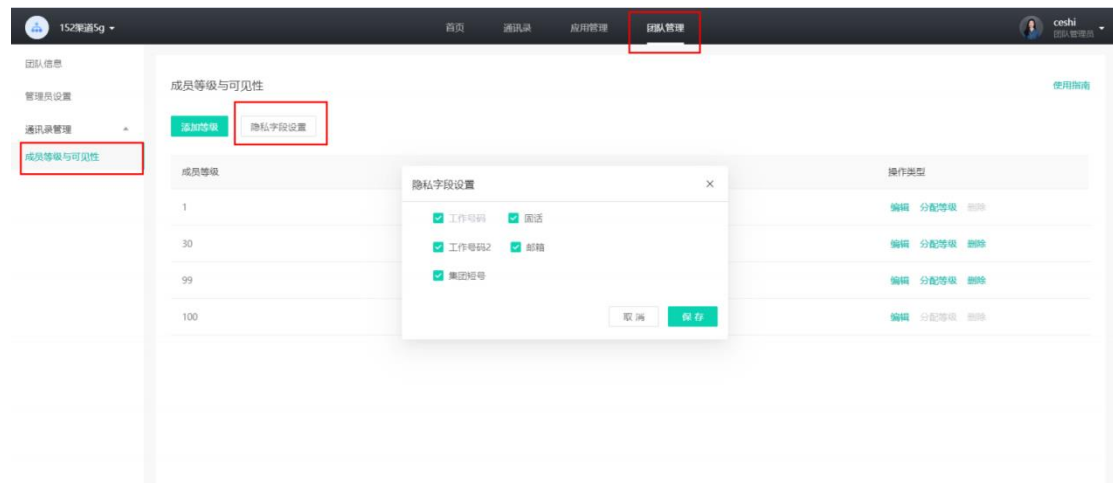 152渠道5g
首页 通讯录 应用管理 团队管理
ceshi
团队管理员
团队信息
管理员设置
通讯录管理
成员等级与可见性
成员等级与可见性
使用指南
添加等级 隐私字段设置
成员等级 操作类型
1 编辑 分配等级 删除
30 编辑 分配等级 删除
99 编辑 分配等级 删除
100 编辑 分配等级 删除
隐私字段设置 ×
工作号码 固话
工作号码2 邮箱
集团短号
取 消 保 存